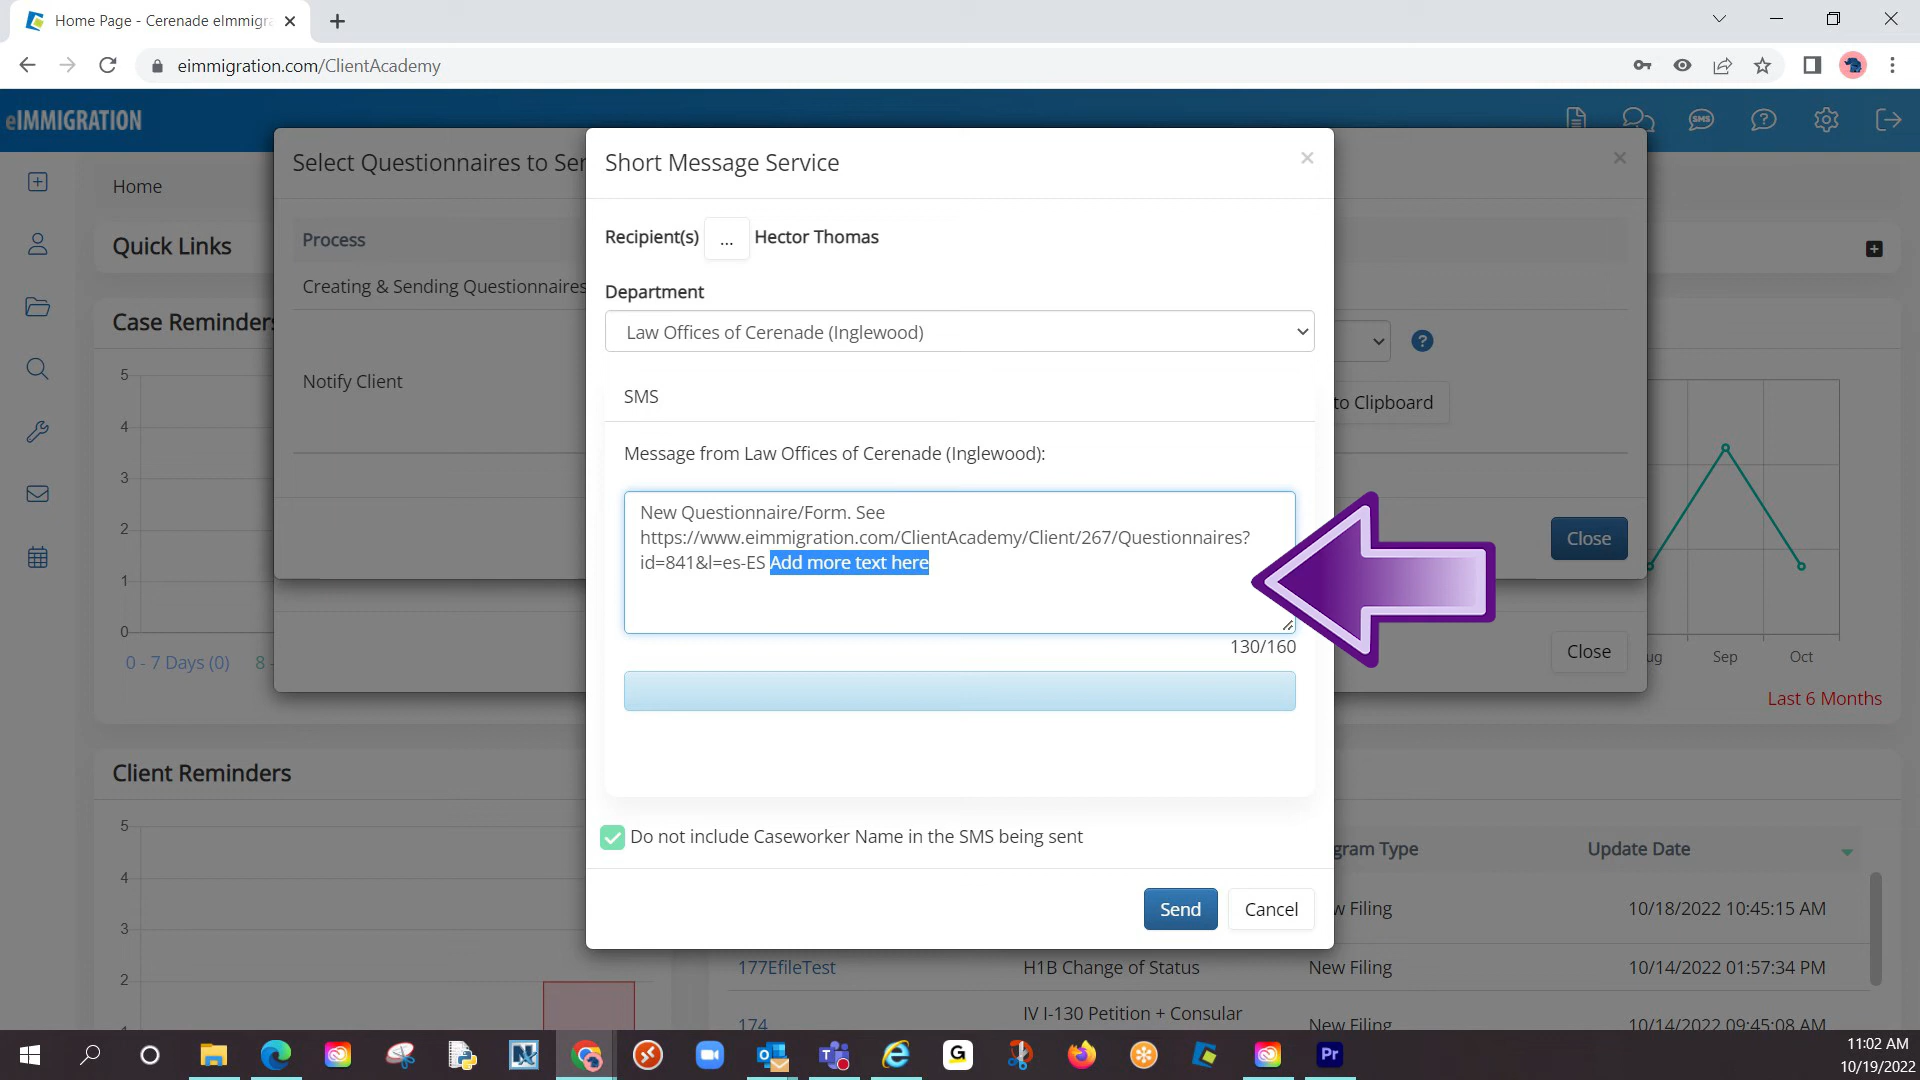 Home Page - Cerenade eImmigra
eimmigration.com/ClientAcademy
eIMMIGRATION
SMS
Home
Quick Links
Case Reminders
5
4
3
2
1
0
0 - 7 Days (0) 8 -
Select Questionnaires to Se
Process
Creating & Sending Questionnaires
Notify Client
to Clipboard
Close
Close
Short Message Service
Recipient(s) ... Hector Thomas
Department
Law Offices of Cerenade (Inglewood)
SMS
Message from Law Offices of Cerenade (Inglewood):
New Questionnaire/Form. See
https://www.eimmigration.com/ClientAcademy/Client/267/Questionnaires?
id=841&l=es-ES Add more text here
130/160
Do not include Caseworker Name in the SMS being sent
Send Cancel
ug Sep Oct
Last 6 Months
Client Reminders
5
4
3
2
1
gram Type Update Date
w Filing 10/18/2022 10:45:15 AM
177EfileTest H1B Change of Status New Filing 10/14/2022 01:57:34 PM
174 IV I-130 Petition + Consular New Filing 10/14/2022 09:45:08 AM
G
Pr
11:02 AM
10/19/2022